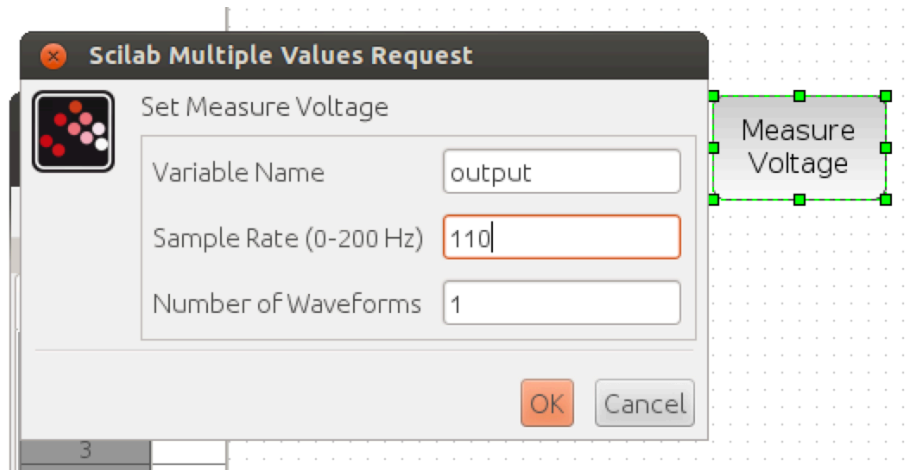 Scilab Multiple Values Request
Set Measure Voltage
Variable Name output
Sample Rate (0-200 Hz) 110
Number of Waveforms 1
OK Cancel
Measure
Voltage
3